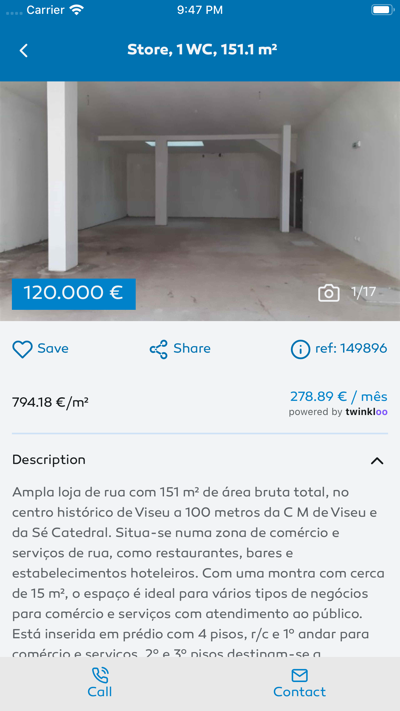 Carrier 9:47 PM
Store, 1 WC, 151.1 m²
120.000 €
1/17
Save Share ref: 149896
794.18 €/m²
278.89 € / mês
powered by twinkloo
Description
Ampla loja de rua com 151 m² de área bruta total, no
centro histórico de Viseu a 100 metros da C M de Viseu e
da Sé Catedral. Situa-se numa zona de comércio e
serviços de rua, como restaurantes, bares e
estabelecimentos hoteleiros. Com uma montra com cerca
de 15 m², o espaço é ideal para vários tipos de negócios
para comércio e serviços com atendimento ao público.
Está inserida em prédio com 4 pisos, r/c e 1º andar para
comércio e serviços, 2º e 3º pisos destinam-se a
Call Contact